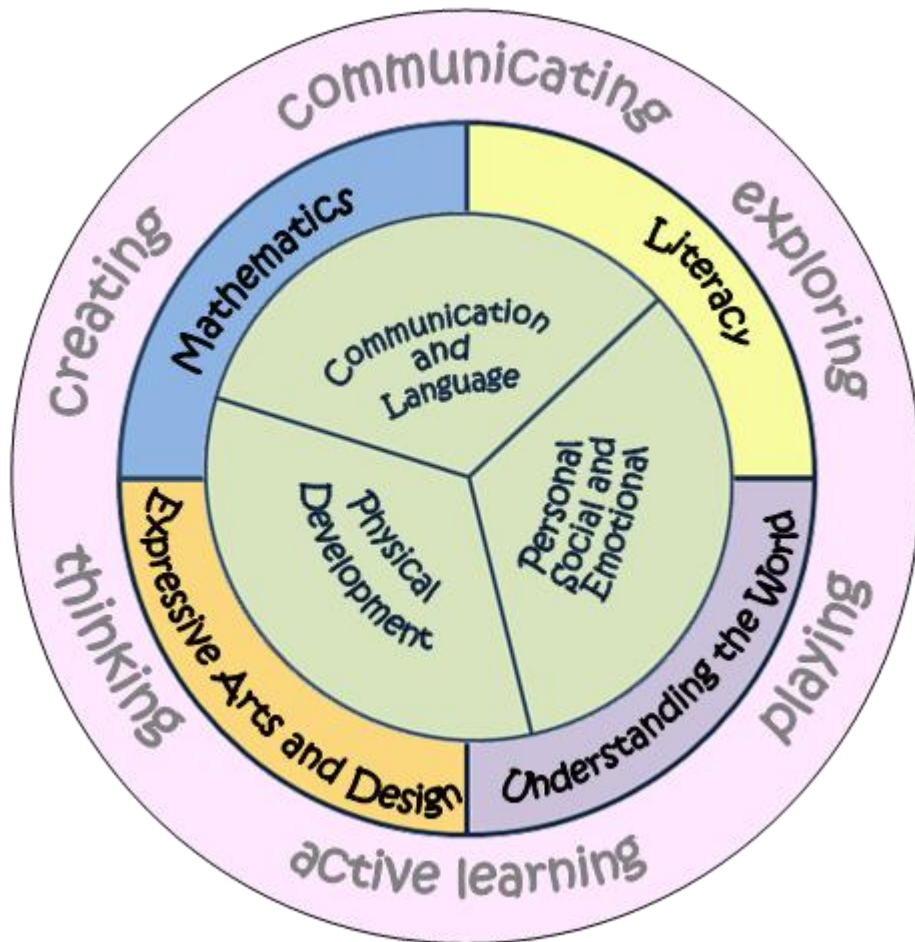 communicating
exploring
playing
active learning
thinking
creating
Mathematics
Literacy
Understanding the World
Expressive Arts and Design
Communication
and
Language
Personal
Social and
Emotional
Physical
Development